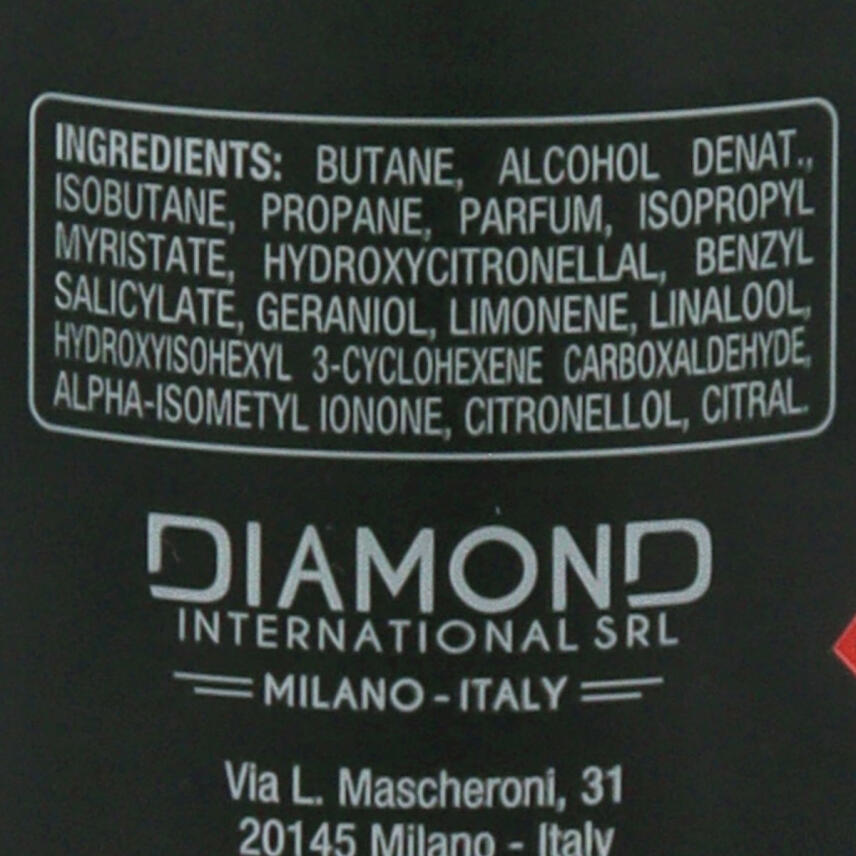 INGREDIENTS: BUTANE, ALCOHOL DENAT.,
ISOBUTANE, PROPANE, PARFUM, ISOPROPYL
MYRISTATE, HYDROXYCITRONELLAL, BENZYL
SALICYLATE, GERANIOL, LIMONENE, LINALOOL,
HYDROXYISOHEXYL 3-CYCLOHEXENE CARBOXALDEHYDE,
ALPHA-ISOMETYL IONONE, CITRONELLOL, CITRAL.
DIAMOND
INTERNATIONAL SRL
MILANO - ITALY
Via L. Mascheroni, 31
20145 Milano - Italy